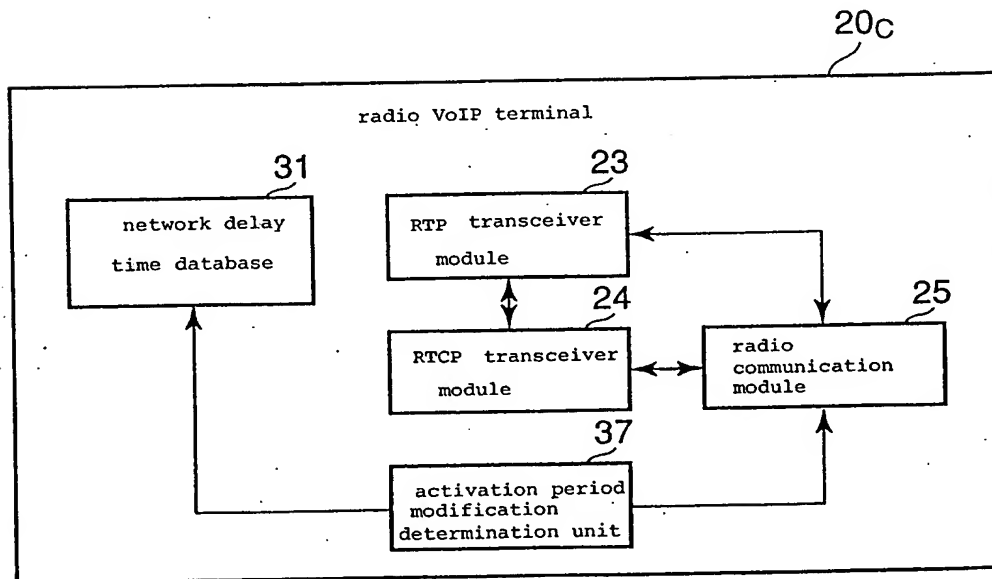 20C
radio VoIP terminal
31
network delay
time database
23
RTP transceiver
module
24
RTCP transceiver
module
25
radio
communication
module
37
activation period
modification
determination unit